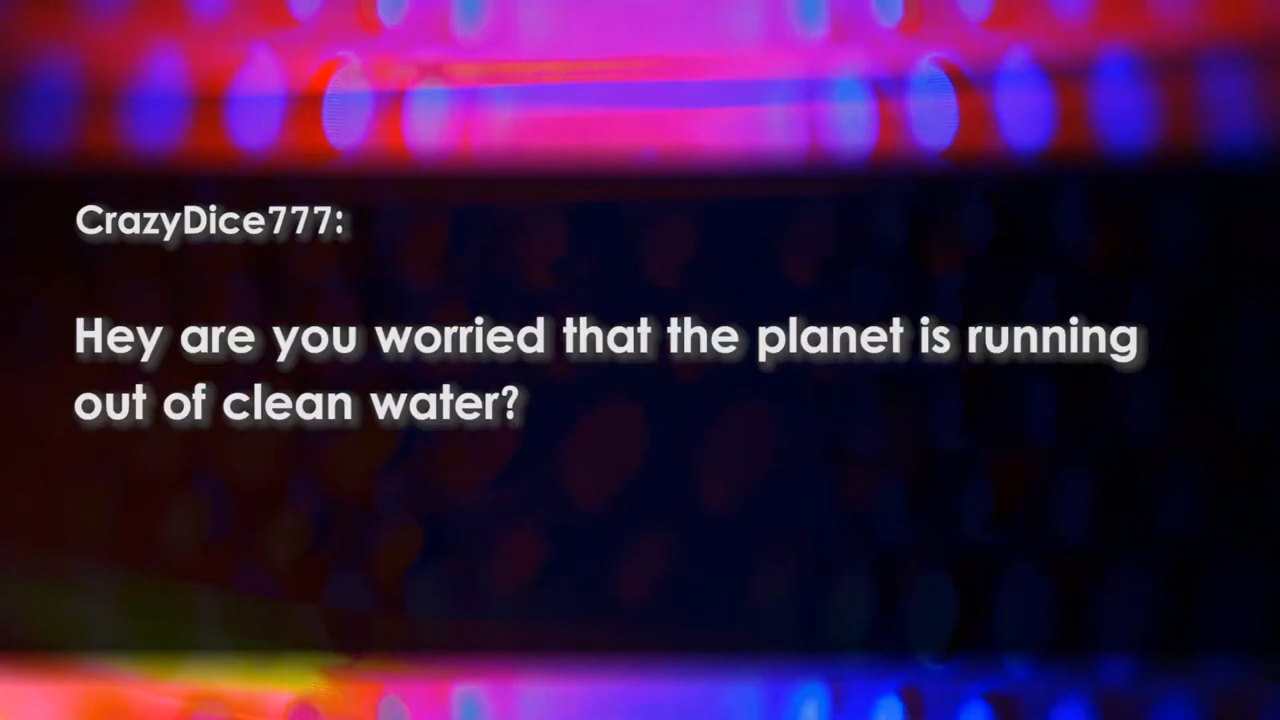 CrazyDice777:
Hey are you worried that the planet is running
out of clean water?